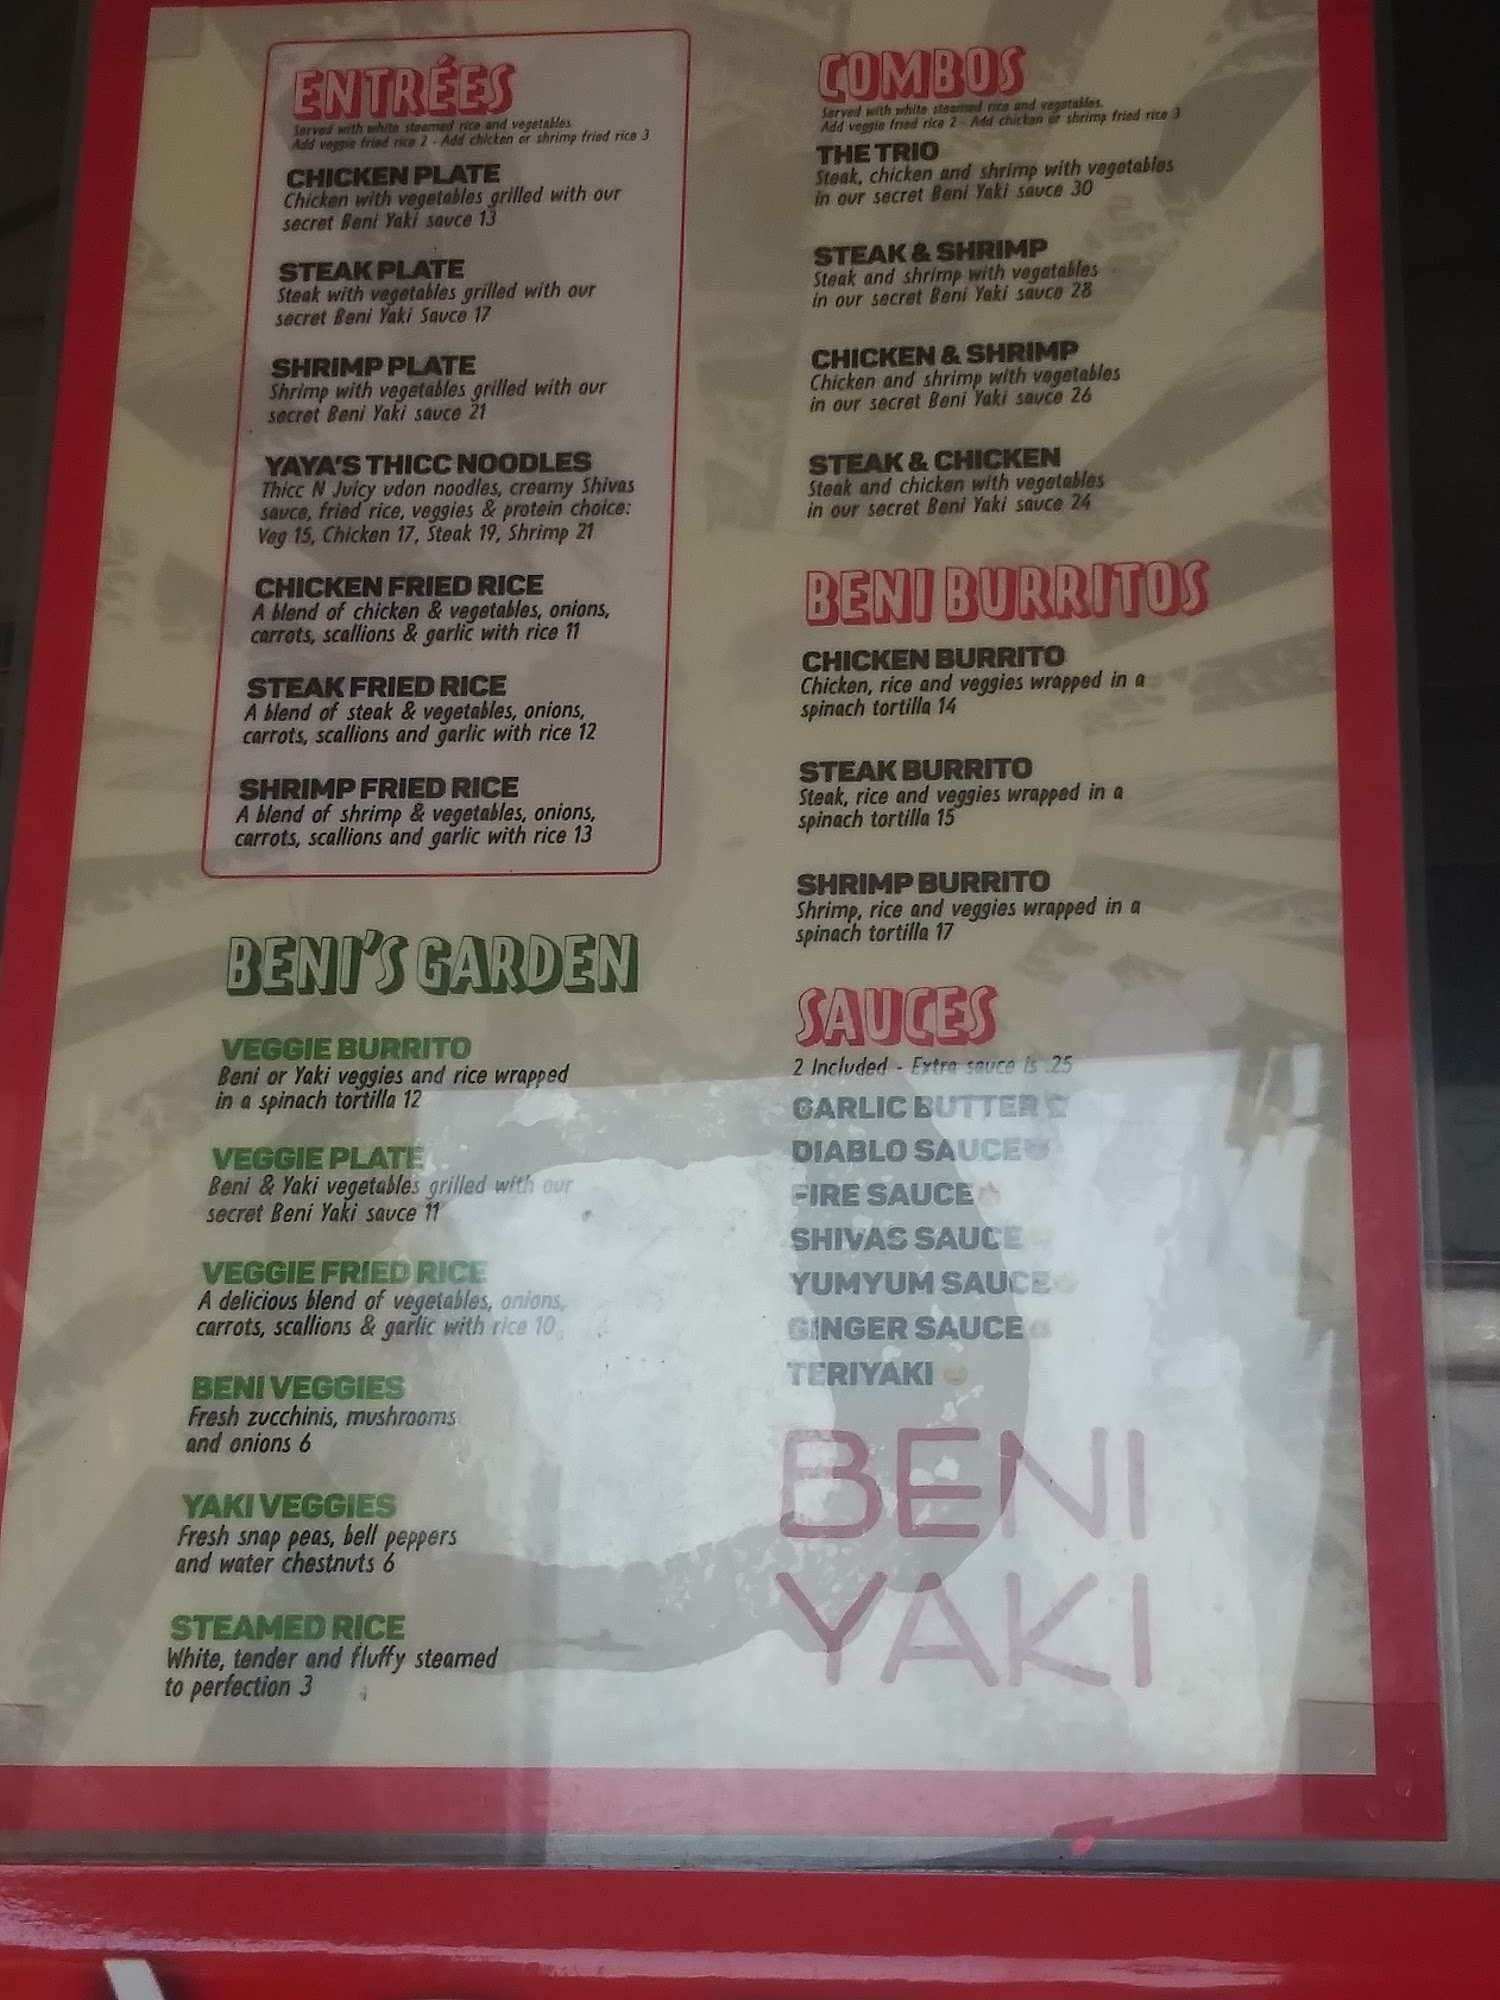 ENTRÉES
Served with white steamed rice and vegetables.
Add veggie fried rice 2 - Add chicken or shrimp fried rice 3
CHICKEN PLATE
Chicken with vegetables grilled with our
secret Beni Yaki sauce 13
STEAK PLATE
Steak with vegetables grilled with our
secret Beni Yaki Sauce 17
SHRIMP PLATE
Shrimp with vegetables grilled with our
secret Beni Yaki sauce 21
YAYA'S THICC NOODLES
Thicc N Juicy udon noodles, creamy Shivas
sauce, fried rice, veggies & protein choice:
Veg 15, Chicken 17, Steak 19, Shrimp 21
CHICKEN FRIED RICE
A blend of chicken & vegetables, onions,
carrots, scallions & garlic with rice 11
STEAK FRIED RICE
A blend of steak & vegetables, onions,
carrots, scallions and garlic with rice 12
SHRIMP FRIED RICE
A blend of shrimp & vegetables, onions,
carrots, scallions and garlic with rice 13
BENI'S GARDEN
VEGGIE BURRITO
Beni or Yaki veggies and rice wrapped
in a spinach tortilla 12
VEGGIE PLATE
Beni & Yaki vegetables grilled with our
secret Beni Yaki sauce 11
VEGGIE FRIED RICE
A delicious blend of vegetables, onions,
carrots, scallions & garlic with rice 10
BENI VEGGIES
Fresh zucchinis, mushrooms
and onions 6
YAKI VEGGIES
Fresh snap peas, bell peppers
and water chestnuts 6
STEAMED RICE
White, tender and fluffy steamed
to perfection 3
COMBOS
Served with white steamed rice and vegetables.
Add veggie fried rice 2 - Add chicken or shrimp fried rice 3
THE TRIO
Steak, chicken and shrimp with vegetables
in our secret Beni Yaki sauce 30
STEAK & SHRIMP
Steak and shrimp with vegetables
in our secret Beni Yaki sauce 28
CHICKEN & SHRIMP
Chicken and shrimp with vegetables
in our secret Beni Yaki sauce 26
STEAK & CHICKEN
Steak and chicken with vegetables
in our secret Beni Yaki sauce 24
BENI BURRITOS
CHICKEN BURRITO
Chicken, rice and veggies wrapped in a
spinach tortilla 14
STEAK BURRITO
Steak, rice and veggies wrapped in a
spinach tortilla 15
SHRIMP BURRITO
Shrimp, rice and veggies wrapped in a
spinach tortilla 17
SAUCES
2 Included - Extra sauce is .25
GARLIC BUTTER
DIABLO SAUCE
FIRE SAUCE
SHIVAS SAUCE
YUMYUM SAUCE
GINGER SAUCE
TERIYAKI
BENI
YAKI